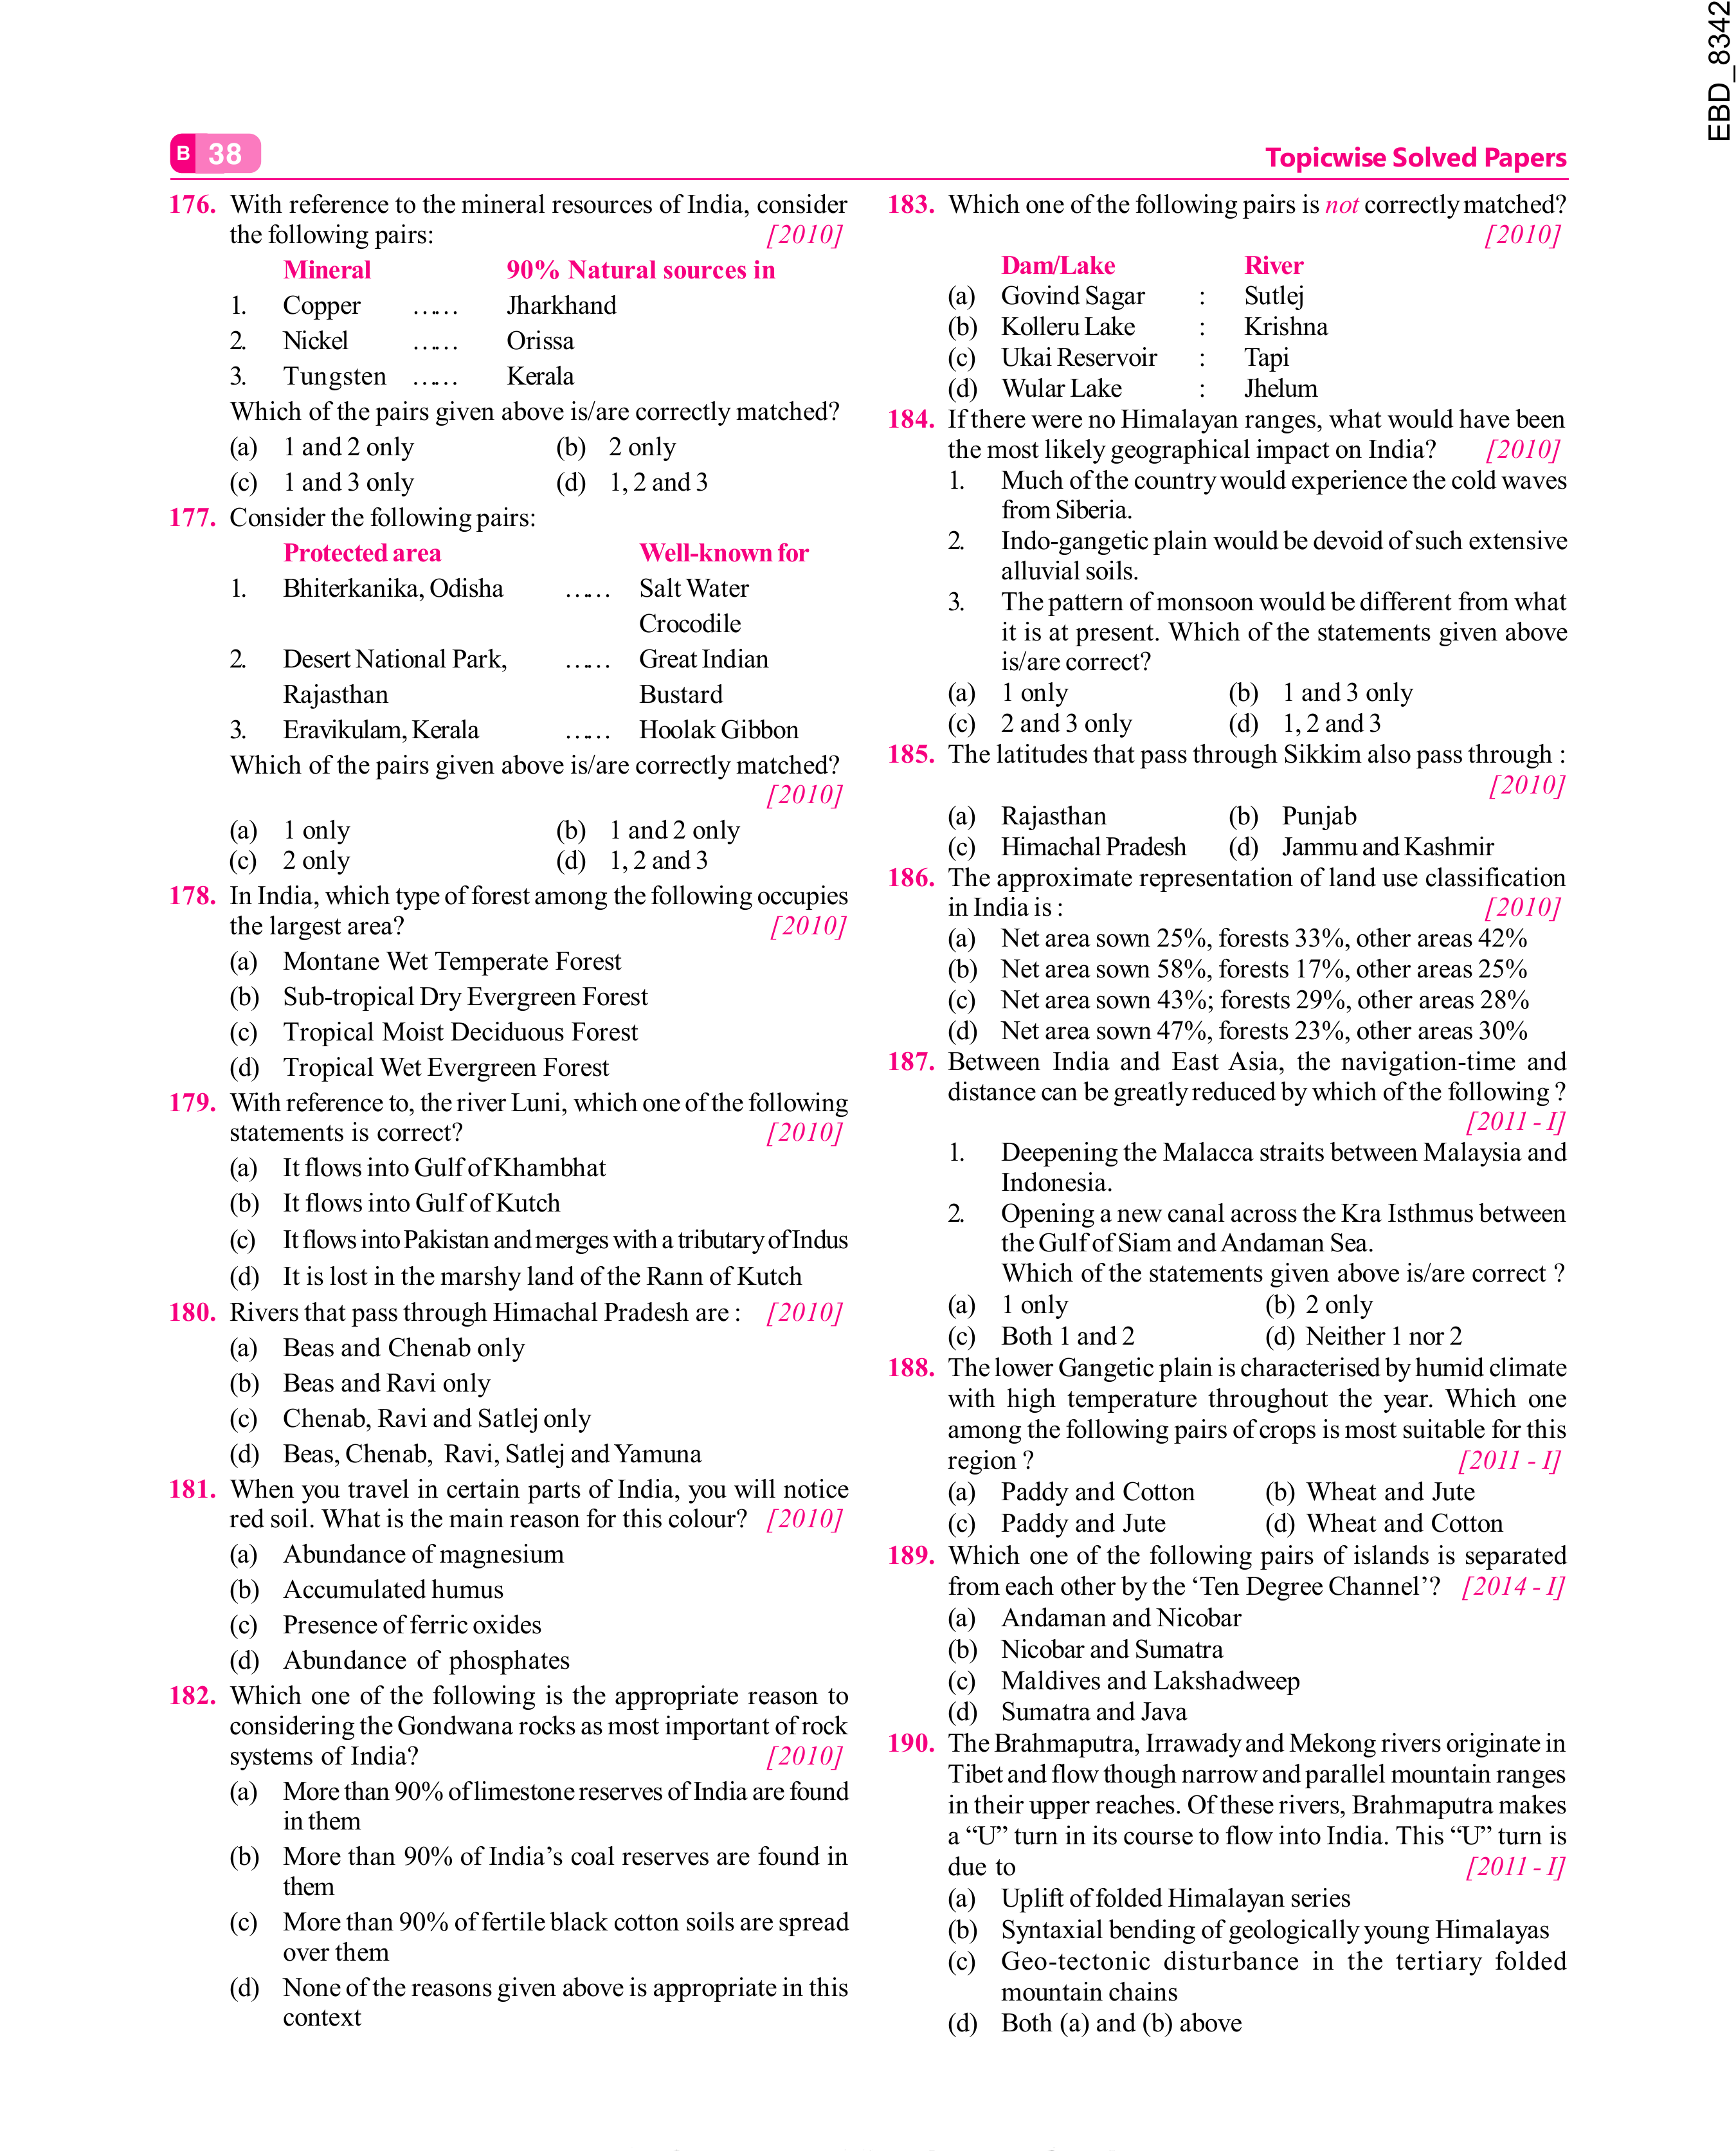 EBD_8342
B 38
Topicwise Solved Papers
176. With reference to the mineral resources of India, consider
the following pairs: [2010]
Mineral 90% Natural sources in
1. Copper ...... Jharkhand
2. Nickel ...... Orissa
3. Tungsten ...... Kerala
Which of the pairs given above is/are correctly matched?
(a) 1 and 2 only (b) 2 only
(c) 1 and 3 only (d) 1, 2 and 3
177. Consider the following pairs:
Protected area Well-known for
1. Bhiterkanika, Odisha ...... Salt Water
Crocodile
2. Desert National Park, ...... Great Indian
Rajasthan Bustard
3. Eravikulam, Kerala ...... Hoolak Gibbon
Which of the pairs given above is/are correctly matched?
[2010]
(a) 1 only (b) 1 and 2 only
(c) 2 only (d) 1, 2 and 3
178. In India, which type of forest among the following occupies
the largest area? [2010]
(a) Montane Wet Temperate Forest
(b) Sub-tropical Dry Evergreen Forest
(c) Tropical Moist Deciduous Forest
(d) Tropical Wet Evergreen Forest
179. With reference to, the river Luni, which one of the following
statements is correct? [2010]
(a) It flows into Gulf of Khambhat
(b) It flows into Gulf of Kutch
(c) It flows into Pakistan and merges with a tributary of Indus
(d) It is lost in the marshy land of the Rann of Kutch
180. Rivers that pass through Himachal Pradesh are : [2010]
(a) Beas and Chenab only
(b) Beas and Ravi only
(c) Chenab, Ravi and Satlej only
(d) Beas, Chenab, Ravi, Satlej and Yamuna
181. When you travel in certain parts of India, you will notice
red soil. What is the main reason for this colour? [2010]
(a) Abundance of magnesium
(b) Accumulated humus
(c) Presence of ferric oxides
(d) Abundance of phosphates
182. Which one of the following is the appropriate reason to
considering the Gondwana rocks as most important of rock
systems of India? [2010]
(a) More than 90% of limestone reserves of India are found
in them
(b) More than 90% of India's coal reserves are found in
them
(c) More than 90% of fertile black cotton soils are spread
over them
(d) None of the reasons given above is appropriate in this
context
183. Which one of the following pairs is not correctly matched?
[2010]
Dam/Lake River
(a) Govind Sagar : Sutlej
(b) Kolleru Lake : Krishna
(c) Ukai Reservoir : Tapi
(d) Wular Lake : Jhelum
184. If there were no Himalayan ranges, what would have been
the most likely geographical impact on India? [2010]
1. Much of the country would experience the cold waves
from Siberia.
2. Indo-gangetic plain would be devoid of such extensive
alluvial soils.
3. The pattern of monsoon would be different from what
it is at present. Which of the statements given above
is/are correct?
(a) 1 only (b) 1 and 3 only
(c) 2 and 3 only (d) 1, 2 and 3
185. The latitudes that pass through Sikkim also pass through :
[2010]
(a) Rajasthan (b) Punjab
(c) Himachal Pradesh (d) Jammu and Kashmir
186. The approximate representation of land use classification
in India is : [2010]
(a) Net area sown 25%, forests 33%, other areas 42%
(b) Net area sown 58%, forests 17%, other areas 25%
(c) Net area sown 43%; forests 29%, other areas 28%
(d) Net area sown 47%, forests 23%, other areas 30%
187. Between India and East Asia, the navigation-time and
distance can be greatly reduced by which of the following ?
[2011 - I]
1. Deepening the Malacca straits between Malaysia and
Indonesia.
2. Opening a new canal across the Kra Isthmus between
the Gulf of Siam and Andaman Sea.
Which of the statements given above is/are correct ?
(a) 1 only (b) 2 only
(c) Both 1 and 2 (d) Neither 1 nor 2
188. The lower Gangetic plain is characterised by humid climate
with high temperature throughout the year. Which one
among the following pairs of crops is most suitable for this
region ? [2011 - I]
(a) Paddy and Cotton (b) Wheat and Jute
(c) Paddy and Jute (d) Wheat and Cotton
189. Which one of the following pairs of islands is separated
from each other by the 'Ten Degree Channel'? [2014 - I]
(a) Andaman and Nicobar
(b) Nicobar and Sumatra
(c) Maldives and Lakshadweep
(d) Sumatra and Java
190. The Brahmaputra, Irrawady and Mekong rivers originate in
Tibet and flow though narrow and parallel mountain ranges
in their upper reaches. Of these rivers, Brahmaputra makes
a “U” turn in its course to flow into India. This “U” turn is
due to [2011 - I]
(a) Uplift of folded Himalayan series
(b) Syntaxial bending of geologically young Himalayas
(c) Geo-tectonic disturbance in the tertiary folded
mountain chains
(d) Both (a) and (b) above